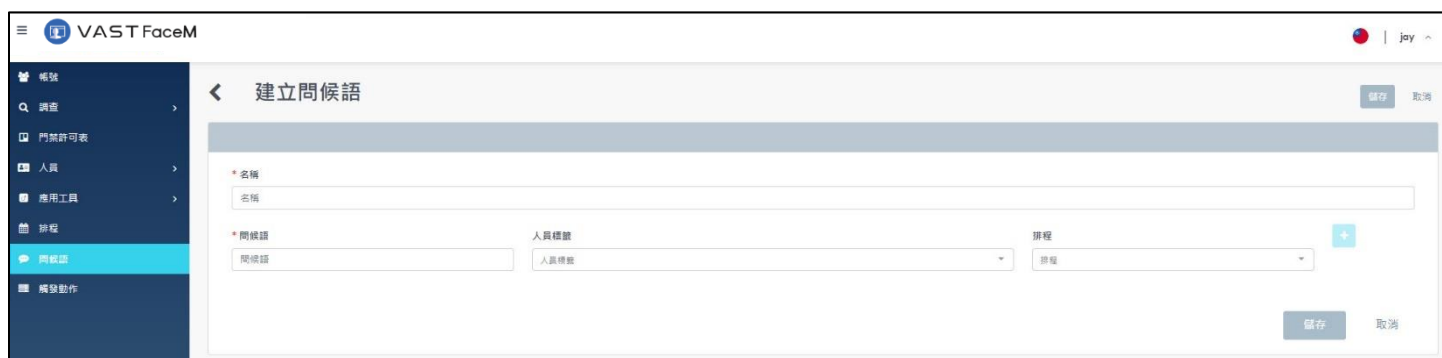 VAST FaceM
jay
帳號
調查
門禁許可表
人員
應用工具
排程
問候語
觸發動作
建立問候語
儲存 取消
* 名稱
名稱
* 問候語 人員標籤 排程
問候語 人員標籤 排程
儲存 取消